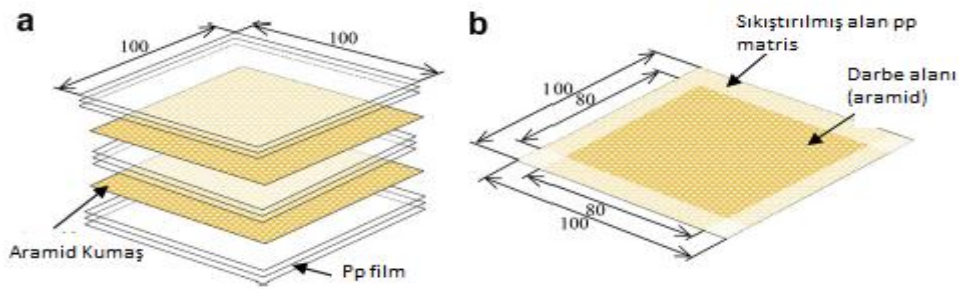 a
100
100
Aramid Kumaş
Pp film
b
Sıkıştırılmış alan pp
matris
Darbe alanı
(aramid)
100
80
80
100